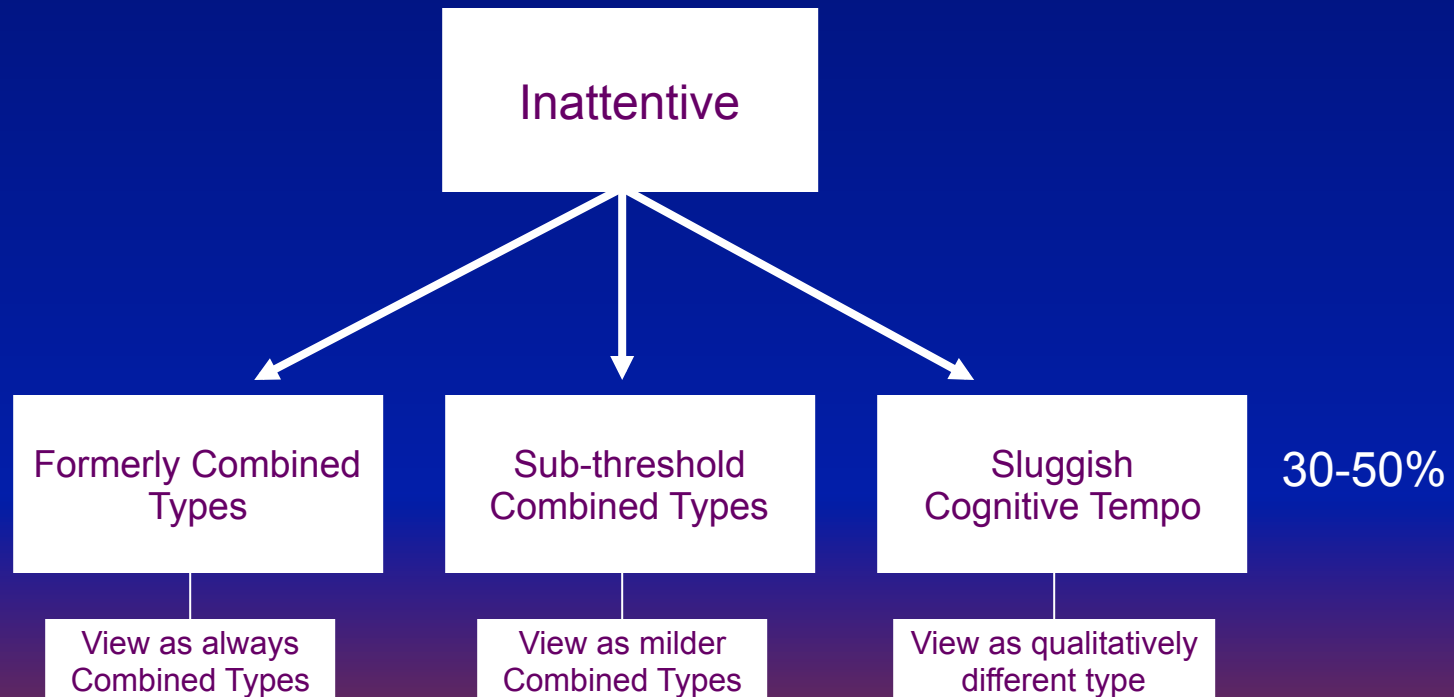 Inattentive
Formerly Combined
Types
Sub-threshold
Combined Types
Sluggish
Cognitive Tempo
30-50%
View as always
Combined Types
View as milder
Combined Types
View as qualitatively
different type